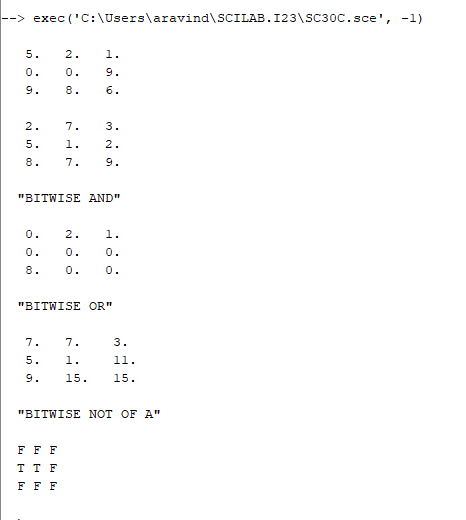 --> exec('C:\Users\aravind\SCILAB.I23\SC30C.sce', -1)
5. 2. 1.
0. 0. 9.
9. 8. 6.
2. 7. 3.
5. 1. 2.
8. 7. 9.
"BITWISE AND"
0. 2. 1.
0. 0. 0.
8. 0. 0.
"BITWISE OR"
7. 7. 3.
5. 1. 11.
9. 15. 15.
"BITWISE NOT OF A"
F F F
T T F
F F F